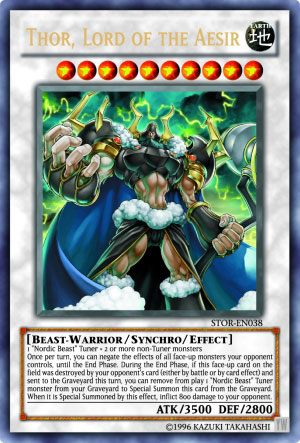 THOR, LORD OF THE AESIR
EARTH
地
STOR-EN038
[BEAST-WARRIOR/SYNCHRO/EFFECT]
1 "Nordic Beast" Tuner + 2 or more non-Tuner monsters
Once per turn, you can negate the effects of all face-up monsters your opponent
controls, until the End Phase. During the End Phase, if this face-up card on the
field was destroyed by your opponent's card (either by battle or by card effect) and
sent to the Graveyard this turn, you can remove from play 1 "Nordic Beast" Tuner
monster from your Graveyard to Special Summon this card from the Graveyard.
When it is Special Summoned by this effect, inflict 800 damage to your opponent.
ATK/3500 DEF/2800
©1996 KAZUKI TAKAHASHI
TW